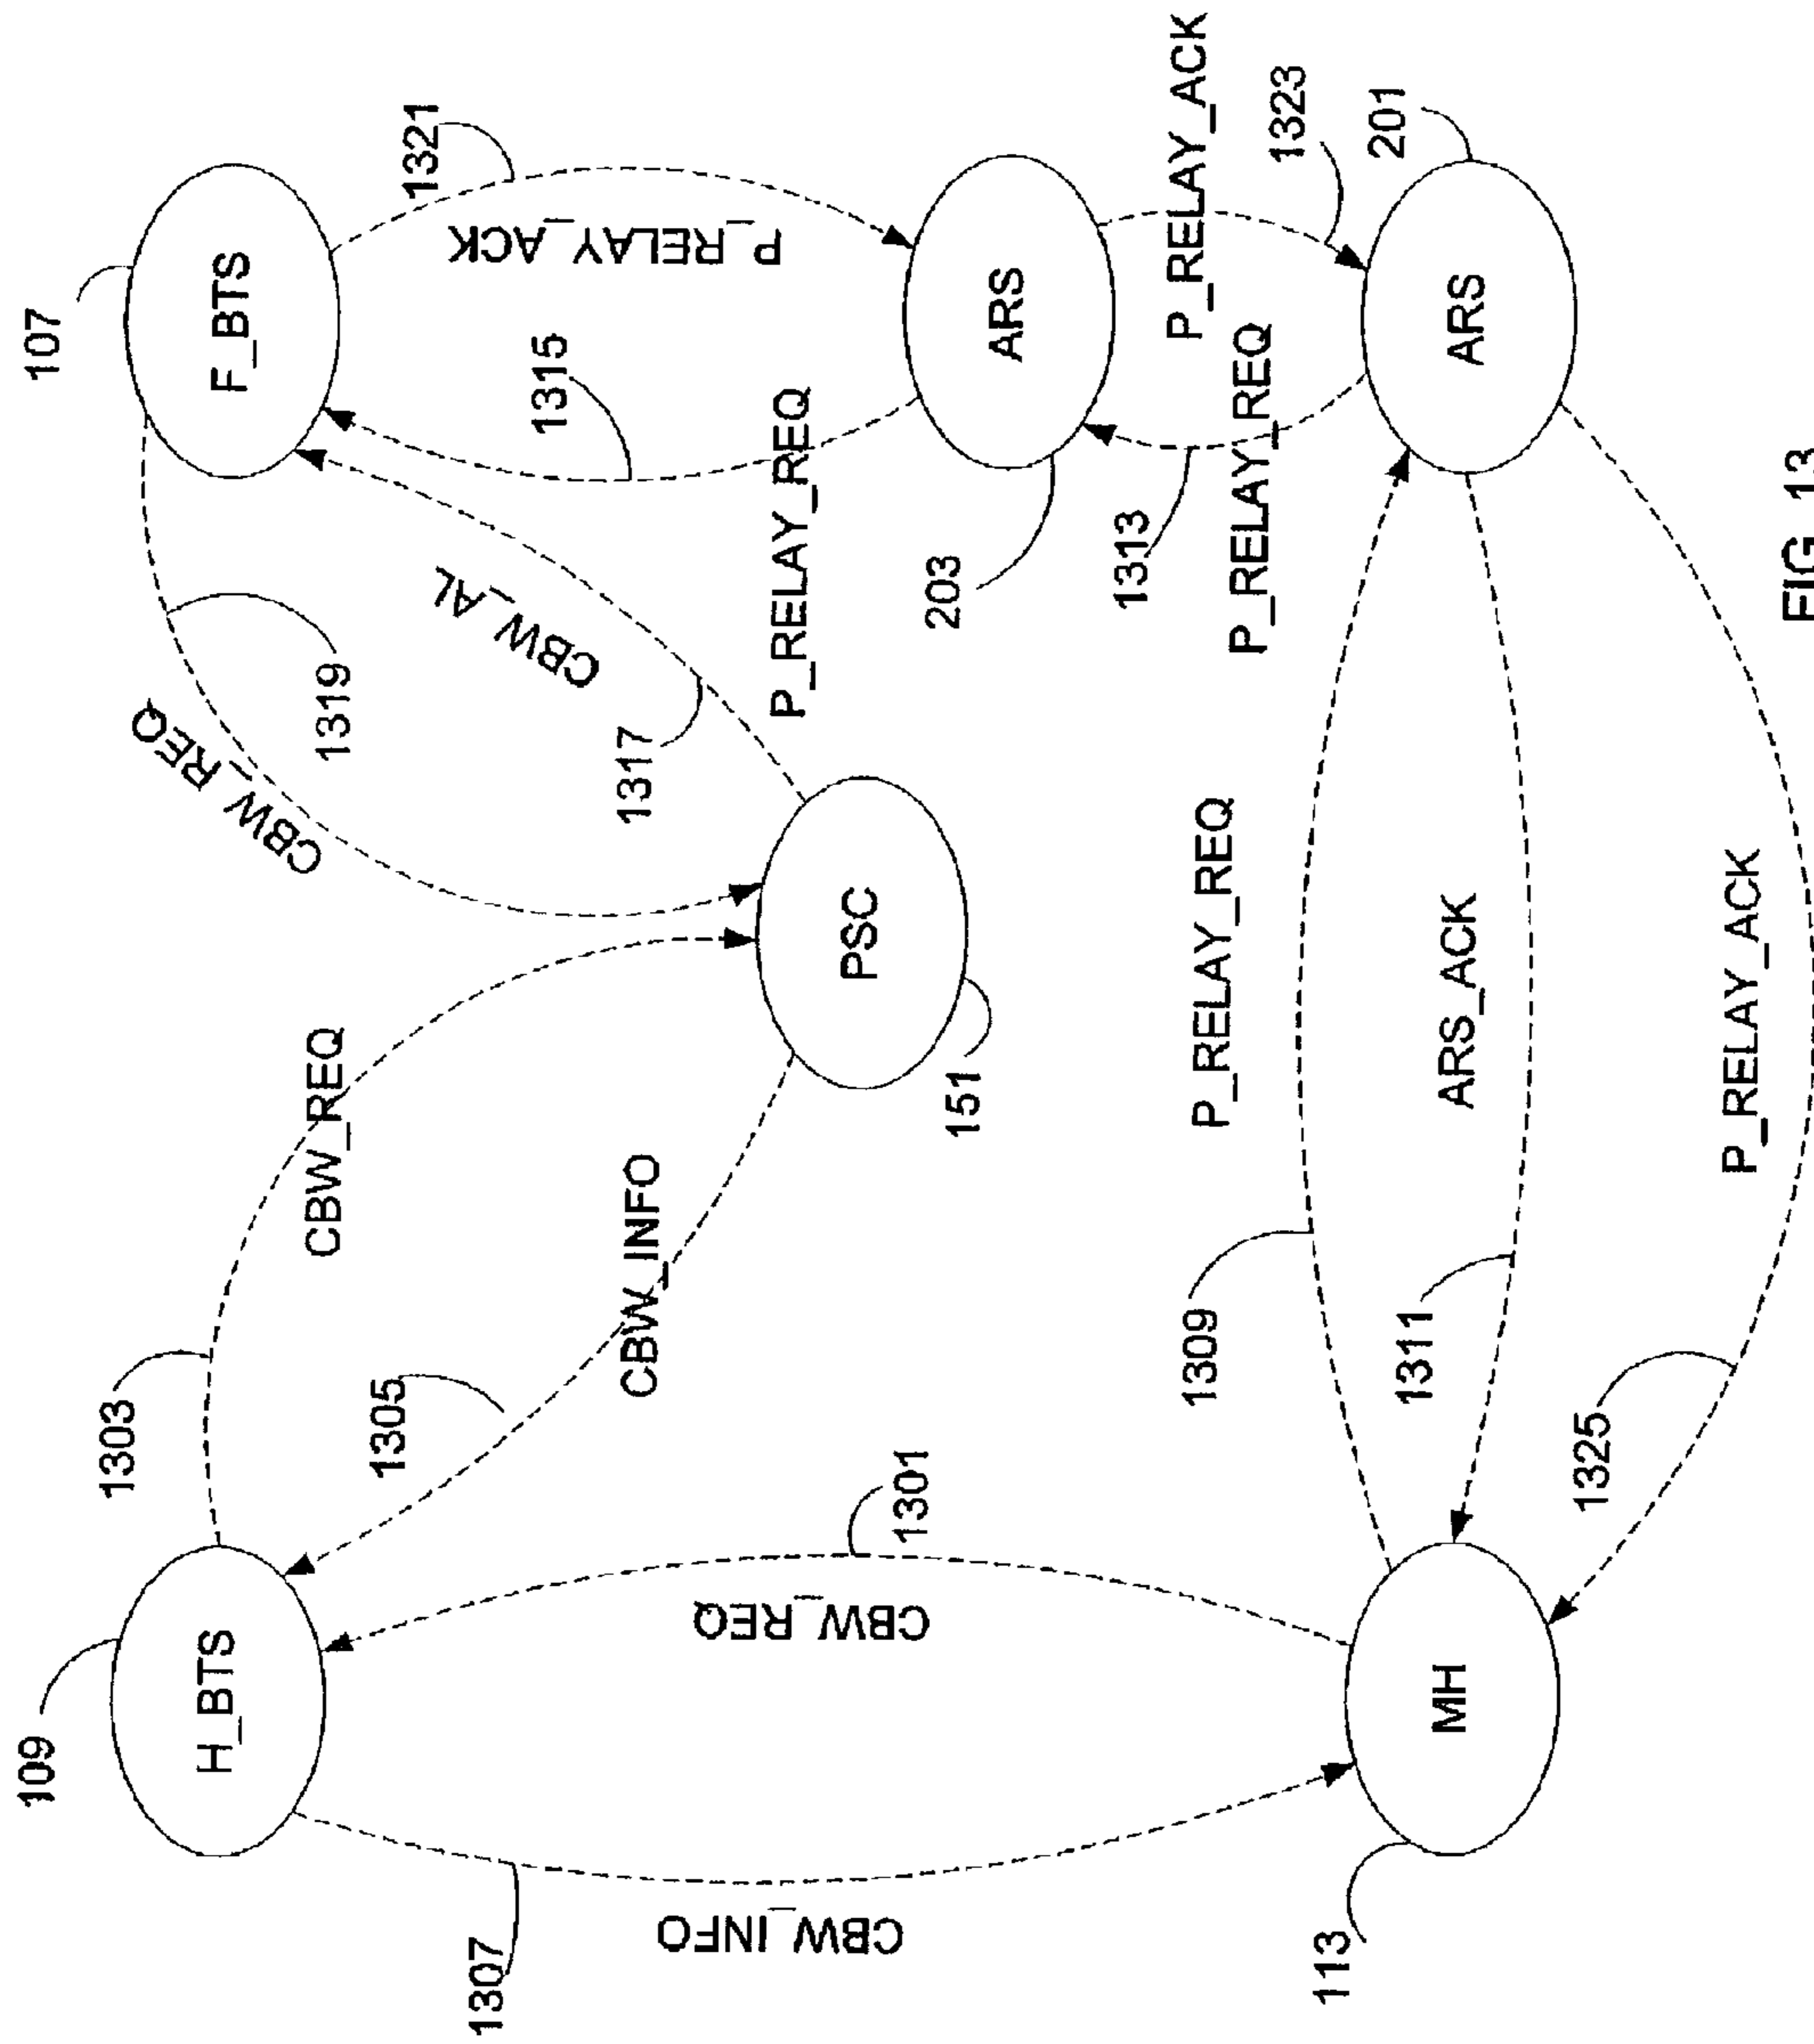 109
H_BTS
1303
CBW_REQ
1305
CBW_INFO
CBW_REQ
1319
CBW_AL
1317
107
F_BTS
1321
P_RELAY_ACK
1315
P_RELAY_REQ
PSC
151
1307
CBW_INFO
CBW_REQ
1301
203
ARS
1313
P_RELAY_REQ
P_RELAY_ACK
1323
201
ARS
113
MH
1309
P_RELAY_REQ
1311
ARS_ACK
1325
P_RELAY_ACK
FIG. 13